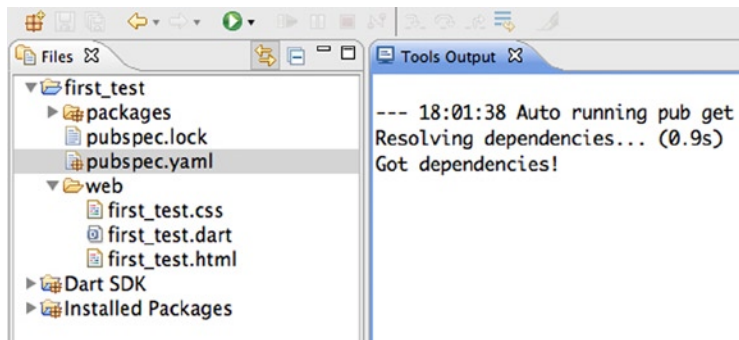 Files
first_test
packages
pubspec.lock
pubspec.yaml
web
first_test.css
first_test.dart
first_test.html
Dart SDK
Installed Packages
Tools Output
--- 18:01:38 Auto running pub get
Resolving dependencies... (0.9s)
Got dependencies!